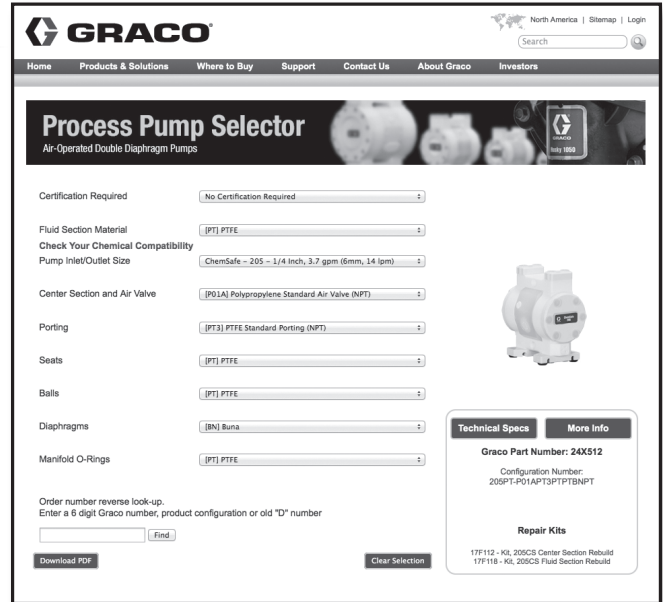 GRACO
North America | Sitemap | Login
Search
Home Products & Solutions Where to Buy Support Contact Us About Graco Investors
Process Pump Selector
Air-Operated Double Diaphragm Pumps
GRACO
Husky 1050
Certification Required No Certification Required
Fluid Section Material [PT] PTFE
Check Your Chemical Compatibility
Pump Inlet/Outlet Size ChemSafe – 205 – 1/4 Inch, 3.7 gpm (6mm, 14 lpm)
Center Section and Air Valve [P01A] Polypropylene Standard Air Valve (NPT)
Porting [PT3] PTFE Standard Porting (NPT)
Seats [PT] PTFE
Balls [PT] PTFE
Diaphragms [BN] Buna
Manifold O-Rings [PT] PTFE
Order number reverse look-up.
Enter a 6 digit Graco number, product configuration or old "D" number
Find
Download PDF Clear Selection
Technical Specs More Info
Graco Part Number: 24X512
Configuration Number:
205PT-P01APT3PTPTBNPT
Repair Kits
17F112 - Kit, 205CS Center Section Rebuild
17F118 - Kit, 205CS Fluid Section Rebuild